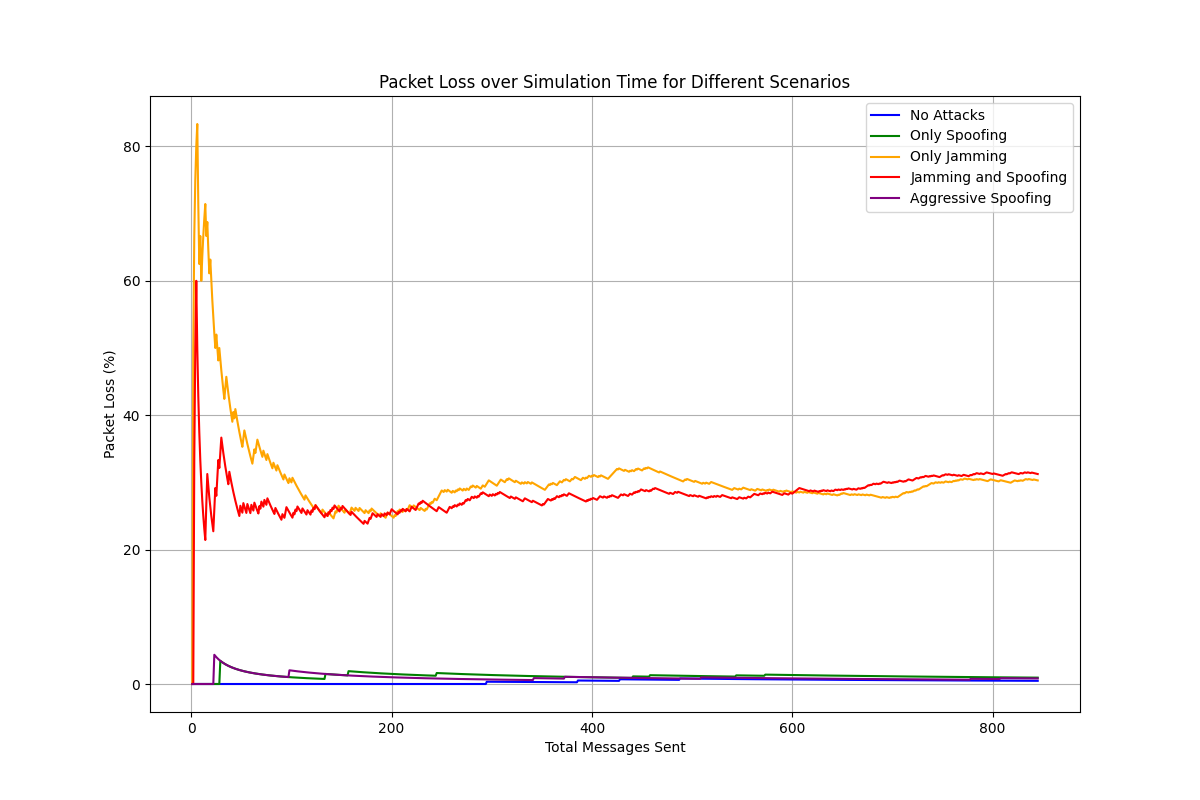 Packet Loss over Simulation Time for Different Scenarios
No Attacks
Only Spoofing
Only Jamming
Jamming and Spoofing
Aggressive Spoofing
80
60
40
20
0
Packet Loss (%)
0 200 400 600 800
Total Messages Sent